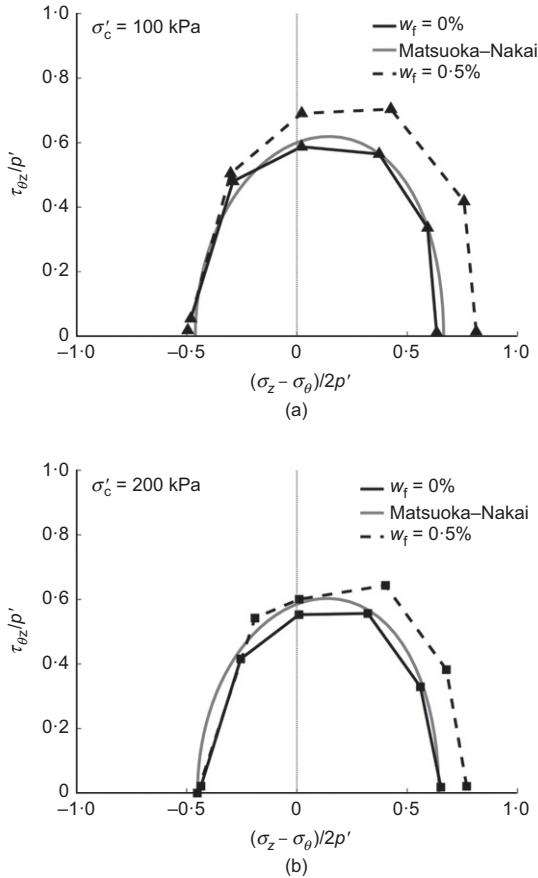 σ′c = 100 kPa
wf = 0%
Matsuoka–Nakai
wf = 0·5%
1·0
0·8
0·6
0·4
0·2
0
τθz/p′
–1·0
–0·5
0
0·5
1·0
(σz – σθ)/2p′
(a)
σ′c = 200 kPa
wf = 0%
Matsuoka–Nakai
wf = 0·5%
1·0
0·8
0·6
0·4
0·2
0
τθz/p′
–1·0
–0·5
0
0·5
1·0
(σz – σθ)/2p′
(b)